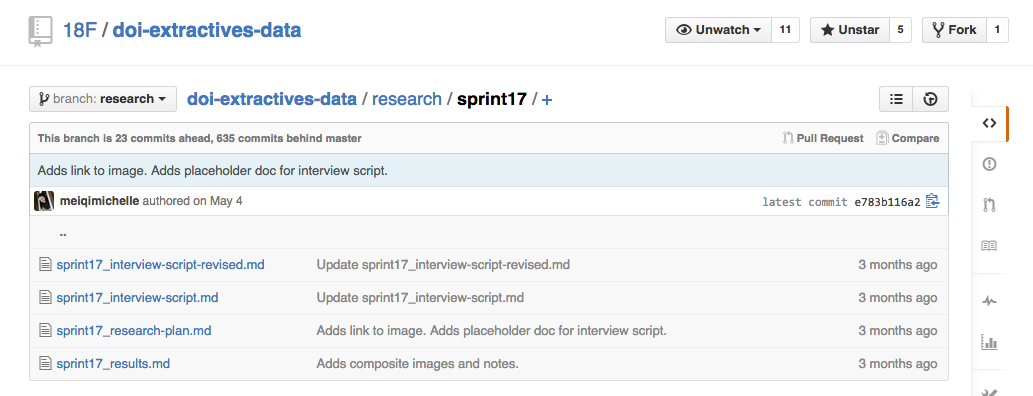 18F / doi-extractives-data
Unwatch 11 Unstar 5 Fork 1
branch: research doi-extractives-data / research / sprint17 / +
This branch is 23 commits ahead, 635 commits behind master Pull Request Compare
Adds link to image. Adds placeholder doc for interview script.
meiqimichelle authored on May 4 latest commit e783b116a2
..
sprint17_interview-script-revised.md Update sprint17_interview-script-revised.md 3 months ago
sprint17_interview-script.md Update sprint17_interview-script.md 3 months ago
sprint17_research-plan.md Adds link to image. Adds placeholder doc for interview script. 3 months ago
sprint17_results.md Adds composite images and notes. 3 months ago